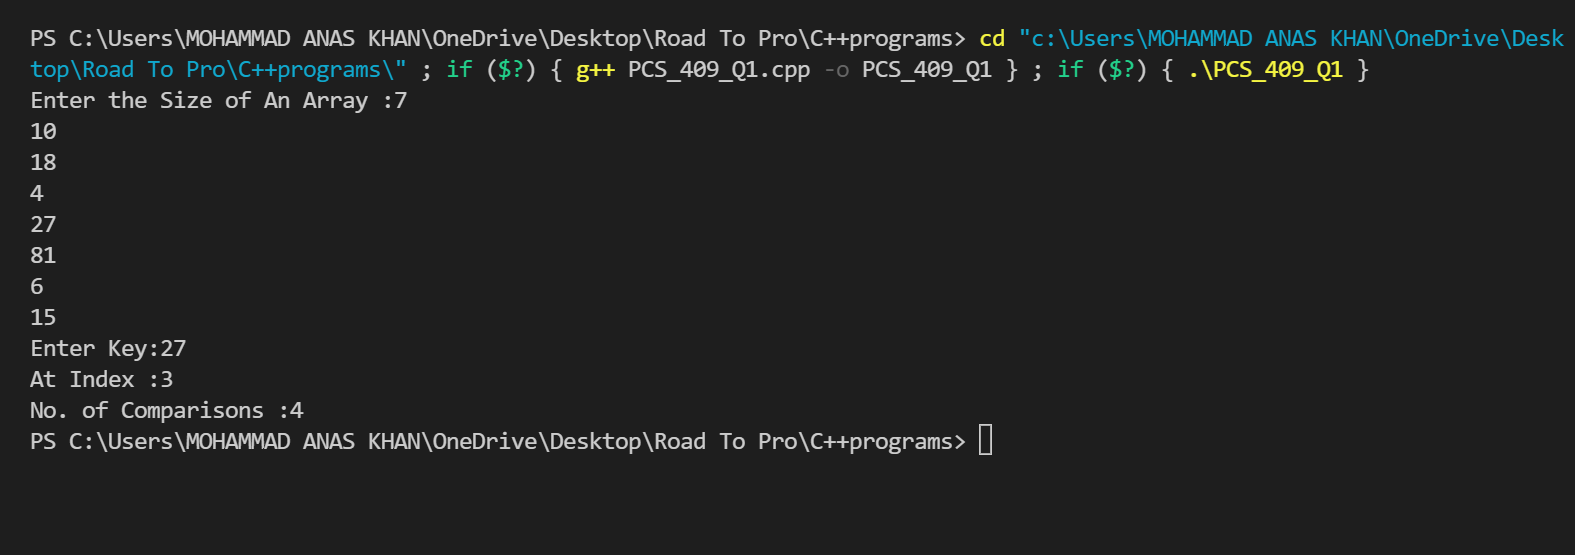 PS C:\Users\MOHAMMAD ANAS KHAN\OneDrive\Desktop\Road To Pro\C++programs> cd "c:\Users\MOHAMMAD ANAS KHAN\OneDrive\Desk
top\Road To Pro\C++programs\" ; if ($?) { g++ PCS_409_Q1.cpp -o PCS_409_Q1 } ; if ($?) { .\PCS_409_Q1 }
Enter the Size of An Array :7
10
18
4
27
81
6
15
Enter Key:27
At Index :3
No. of Comparisons :4
PS C:\Users\MOHAMMAD ANAS KHAN\OneDrive\Desktop\Road To Pro\C++programs>